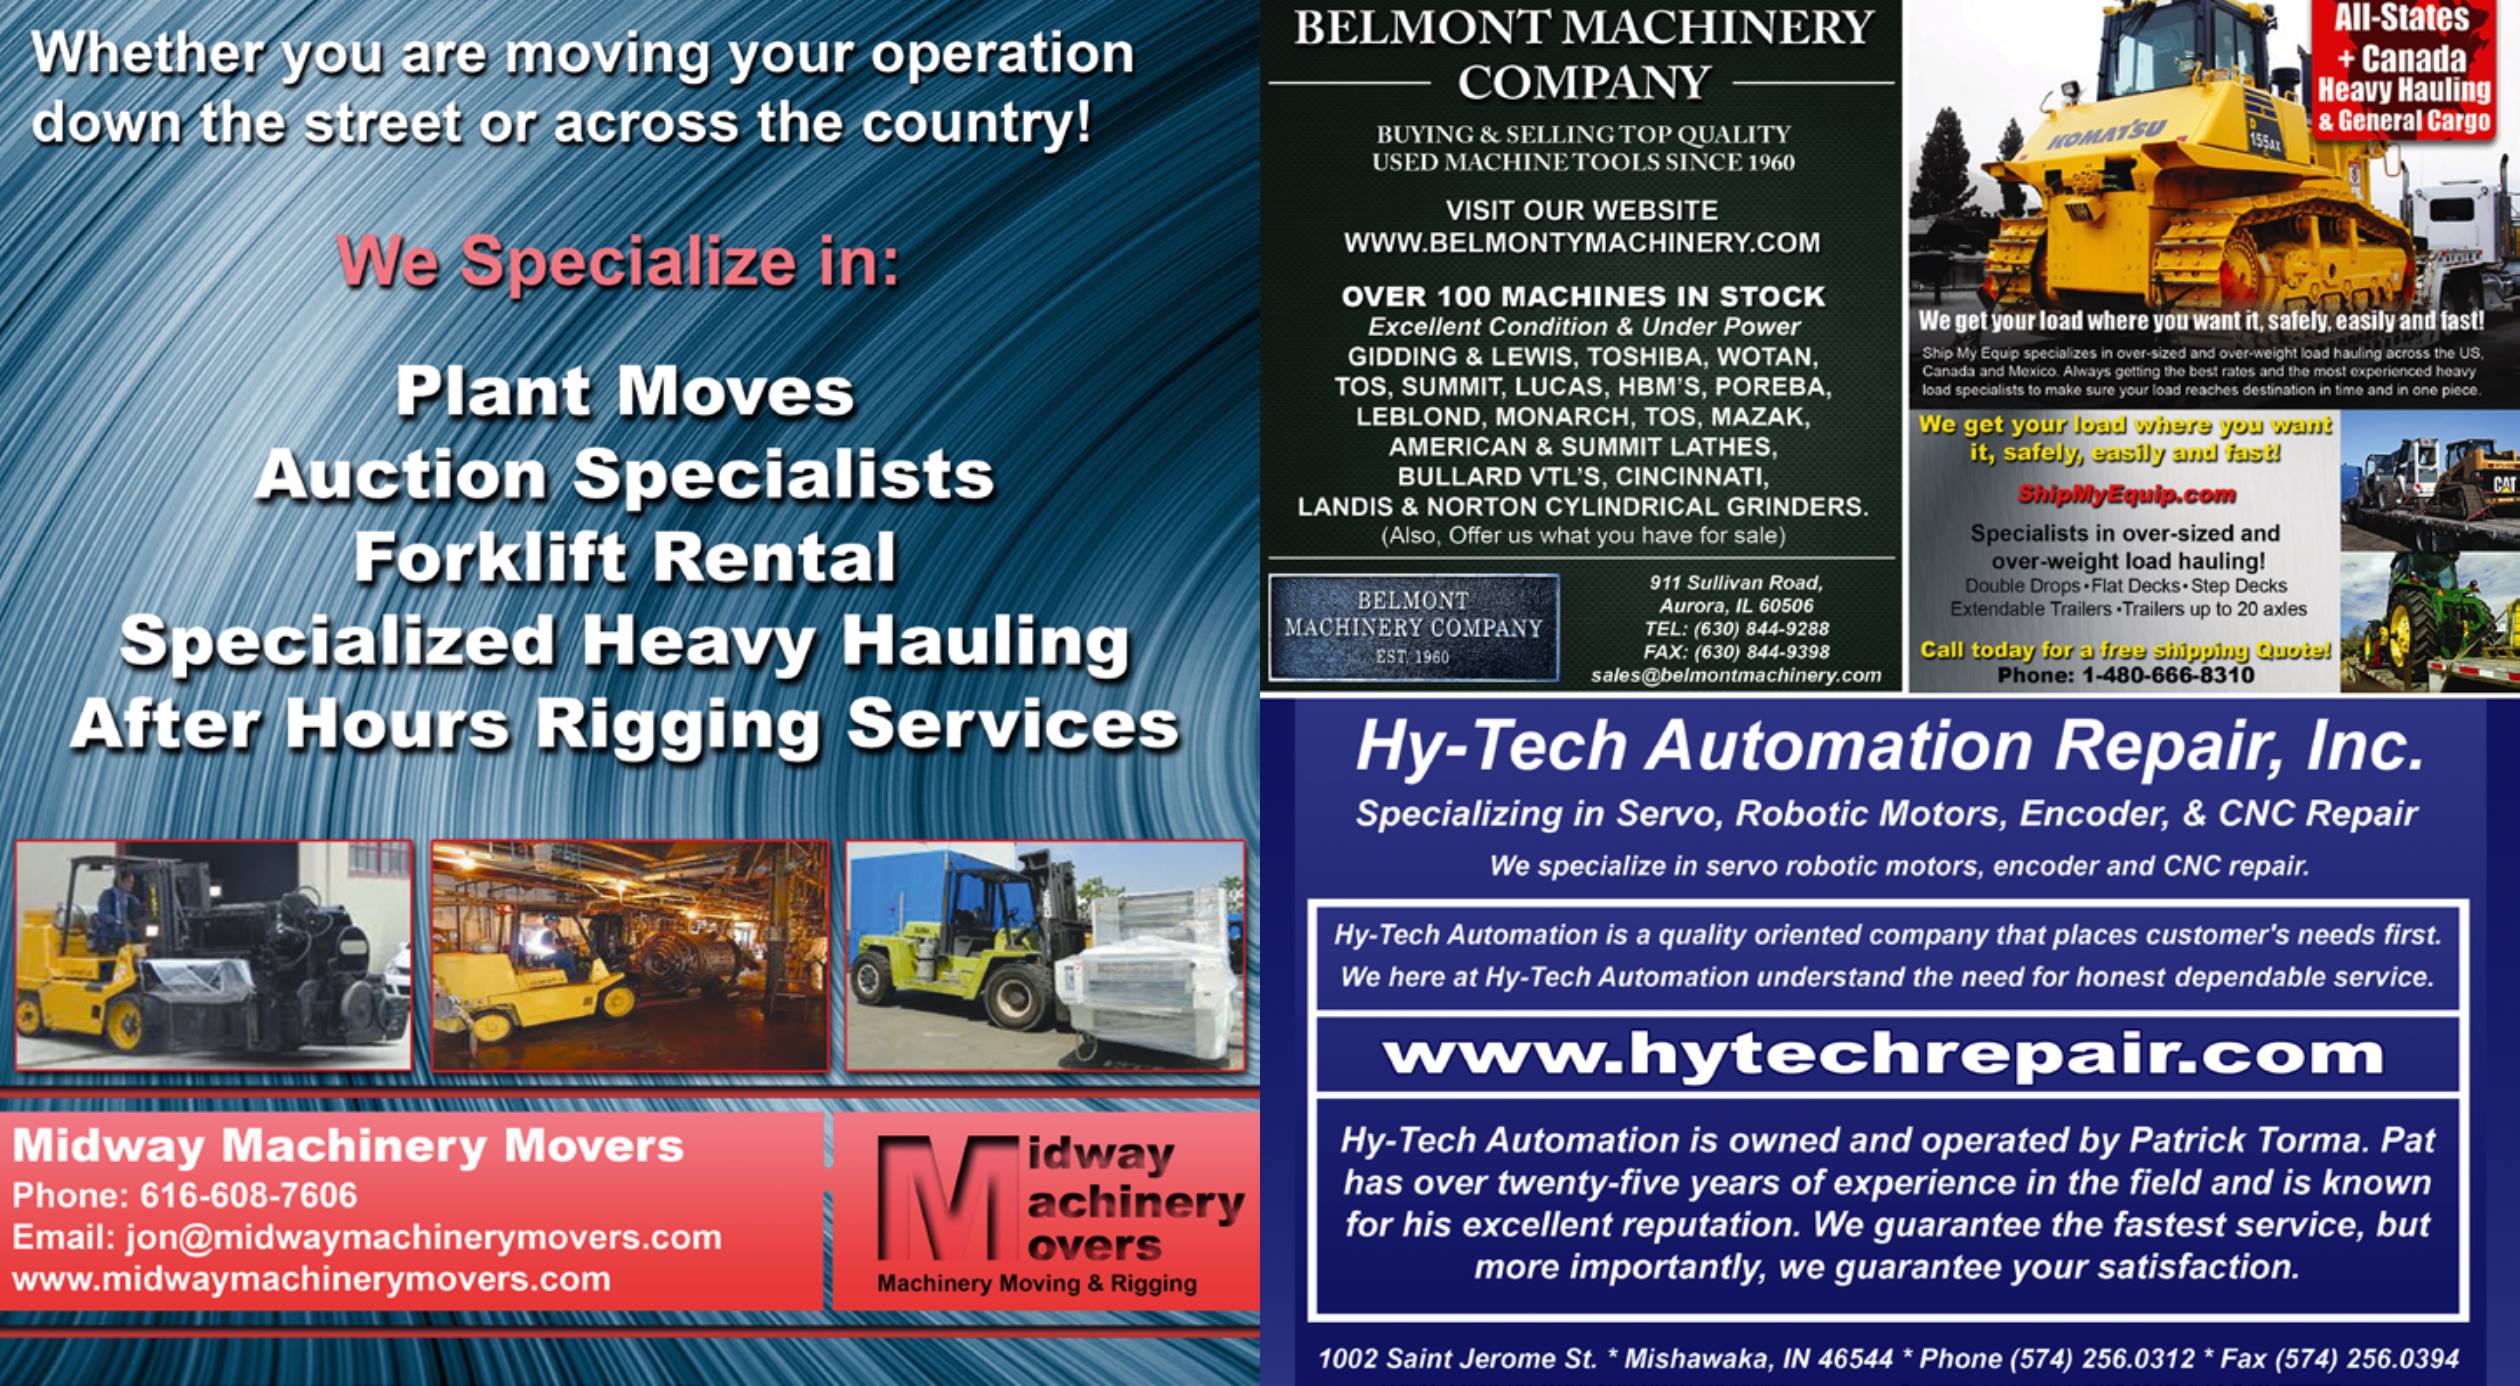 Whether you are moving your operation
down the street or across the country!
We Specialize in:
Plant Moves
Auction Specialists
Forklift Rental
Specialized Heavy Hauling
After Hours Rigging Services
Midway Machinery Movers
Phone: 616-608-7606
Email: jon@midwaymachinerymovers.com
www.midwaymachinerymovers.com
Midway
achinery
overs
Machinery Moving & Rigging
BELMONT MACHINERY
COMPANY
BUYING & SELLING TOP QUALITY
USED MACHINE TOOLS SINCE 1960
VISIT OUR WEBSITE
WWW.BELMONTYMACHINERY.COM
OVER 100 MACHINES IN STOCK
Excellent Condition & Under Power
GIDDING & LEWIS, TOSHIBA, WOTAN,
TOS, SUMMIT, LUCAS, HBM'S, POREBA,
LEBLOND, MONARCH, TOS, MAZAK,
AMERICAN & SUMMIT LATHES,
BULLARD VTL'S, CINCINNATI,
LANDIS & NORTON CYLINDRICAL GRINDERS.
(Also, Offer us what you have for sale)
BELMONT
MACHINERY COMPANY
EST. 1960
911 Sullivan Road,
Aurora, IL 60506
TEL: (630) 844-9288
FAX: (630) 844-9398
sales@belmontmachinery.com
All-States
+ Canada
Heavy Hauling
& General Cargo
KOMATSU
D
155AX
We get your load where you want it, safely, easily and fast!
Ship My Equip specializes in over-sized and over-weight load hauling across the US,
Canada and Mexico. Always getting the best rates and the most experienced heavy
load specialists to make sure your load reaches destination in time and in one piece.
We get your load where you want
it, safely, easily and fast!
ShipMyEquip.com
Specialists in over-sized and
over-weight load hauling!
Double Drops • Flat Decks • Step Decks
Extendable Trailers • Trailers up to 20 axles
Call today for a free shipping Quote!
Phone: 1-480-666-8310
CAT
Hy-Tech Automation Repair, Inc.
Specializing in Servo, Robotic Motors, Encoder, & CNC Repair
We specialize in servo robotic motors, encoder and CNC repair.
Hy-Tech Automation is a quality oriented company that places customer's needs first.
We here at Hy-Tech Automation understand the need for honest dependable service.
www.hytechrepair.com
Hy-Tech Automation is owned and operated by Patrick Torma. Pat
has over twenty-five years of experience in the field and is known
for his excellent reputation. We guarantee the fastest service, but
more importantly, we guarantee your satisfaction.
1002 Saint Jerome St. * Mishawaka, IN 46544 * Phone (574) 256.0312 * Fax (574) 256.0394